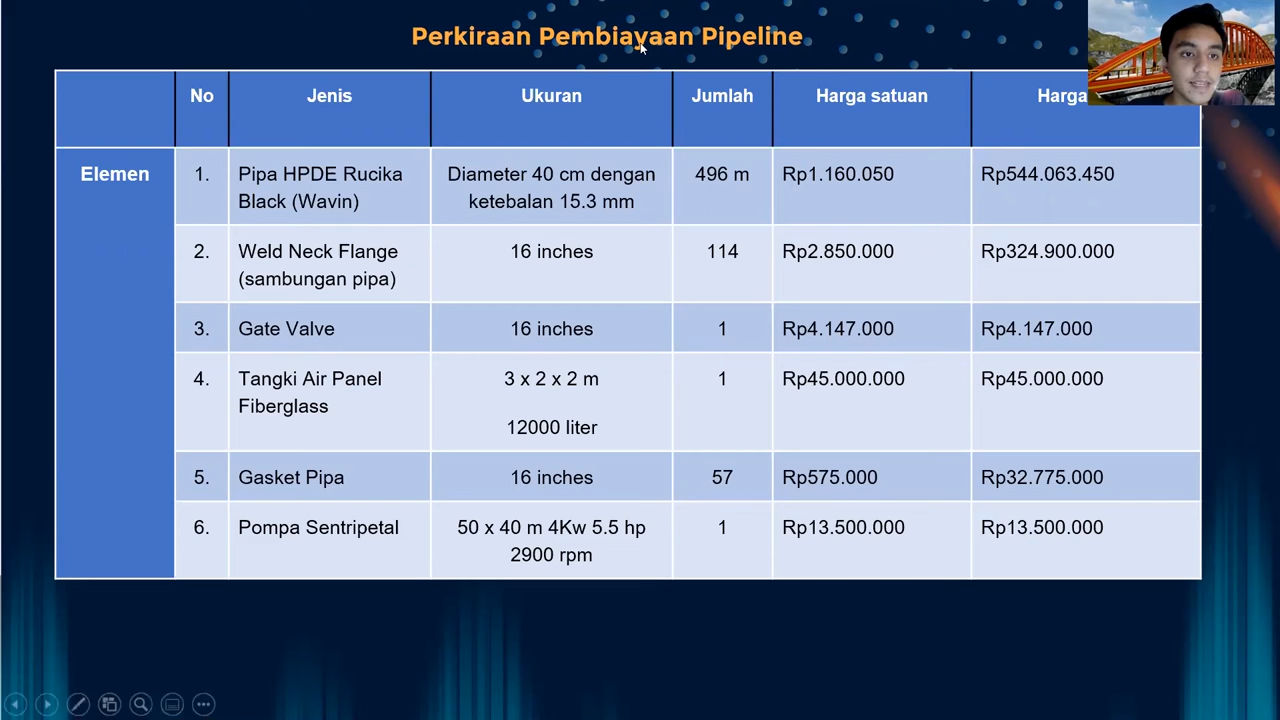 Perkiraan Pembiayaan Pipeline
No Jenis Ukuran Jumlah Harga satuan Harga
Elemen 1. Pipa HPDE Rucika Diameter 40 cm dengan 496 m Rp1.160.050 Rp544.063.450
Black (Wavin) ketebalan 15.3 mm
2. Weld Neck Flange 16 inches 114 Rp2.850.000 Rp324.900.000
(sambungan pipa)
3. Gate Valve 16 inches 1 Rp4.147.000 Rp4.147.000
4. Tangki Air Panel 3 x 2 x 2 m 1 Rp45.000.000 Rp45.000.000
Fiberglass
12000 liter
5. Gasket Pipa 16 inches 57 Rp575.000 Rp32.775.000
6. Pompa Sentripetal 50 x 40 m 4Kw 5.5 hp 1 Rp13.500.000 Rp13.500.000
2900 rpm